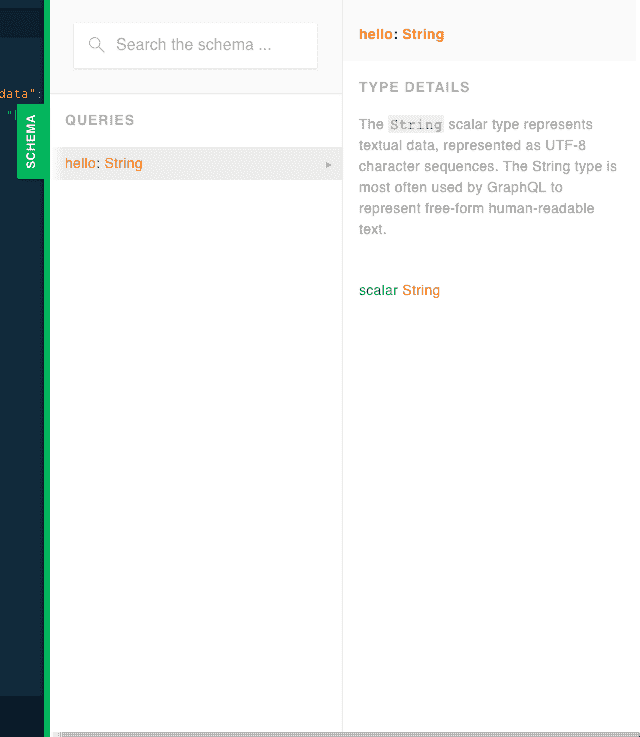 data":
"h
SCHEMA
Search the schema ...
QUERIES
hello: String
hello: String
TYPE DETAILS
The String scalar type represents
textual data, represented as UTF-8
character sequences. The String type is
most often used by GraphQL to
represent free-form human-readable
text.
scalar String